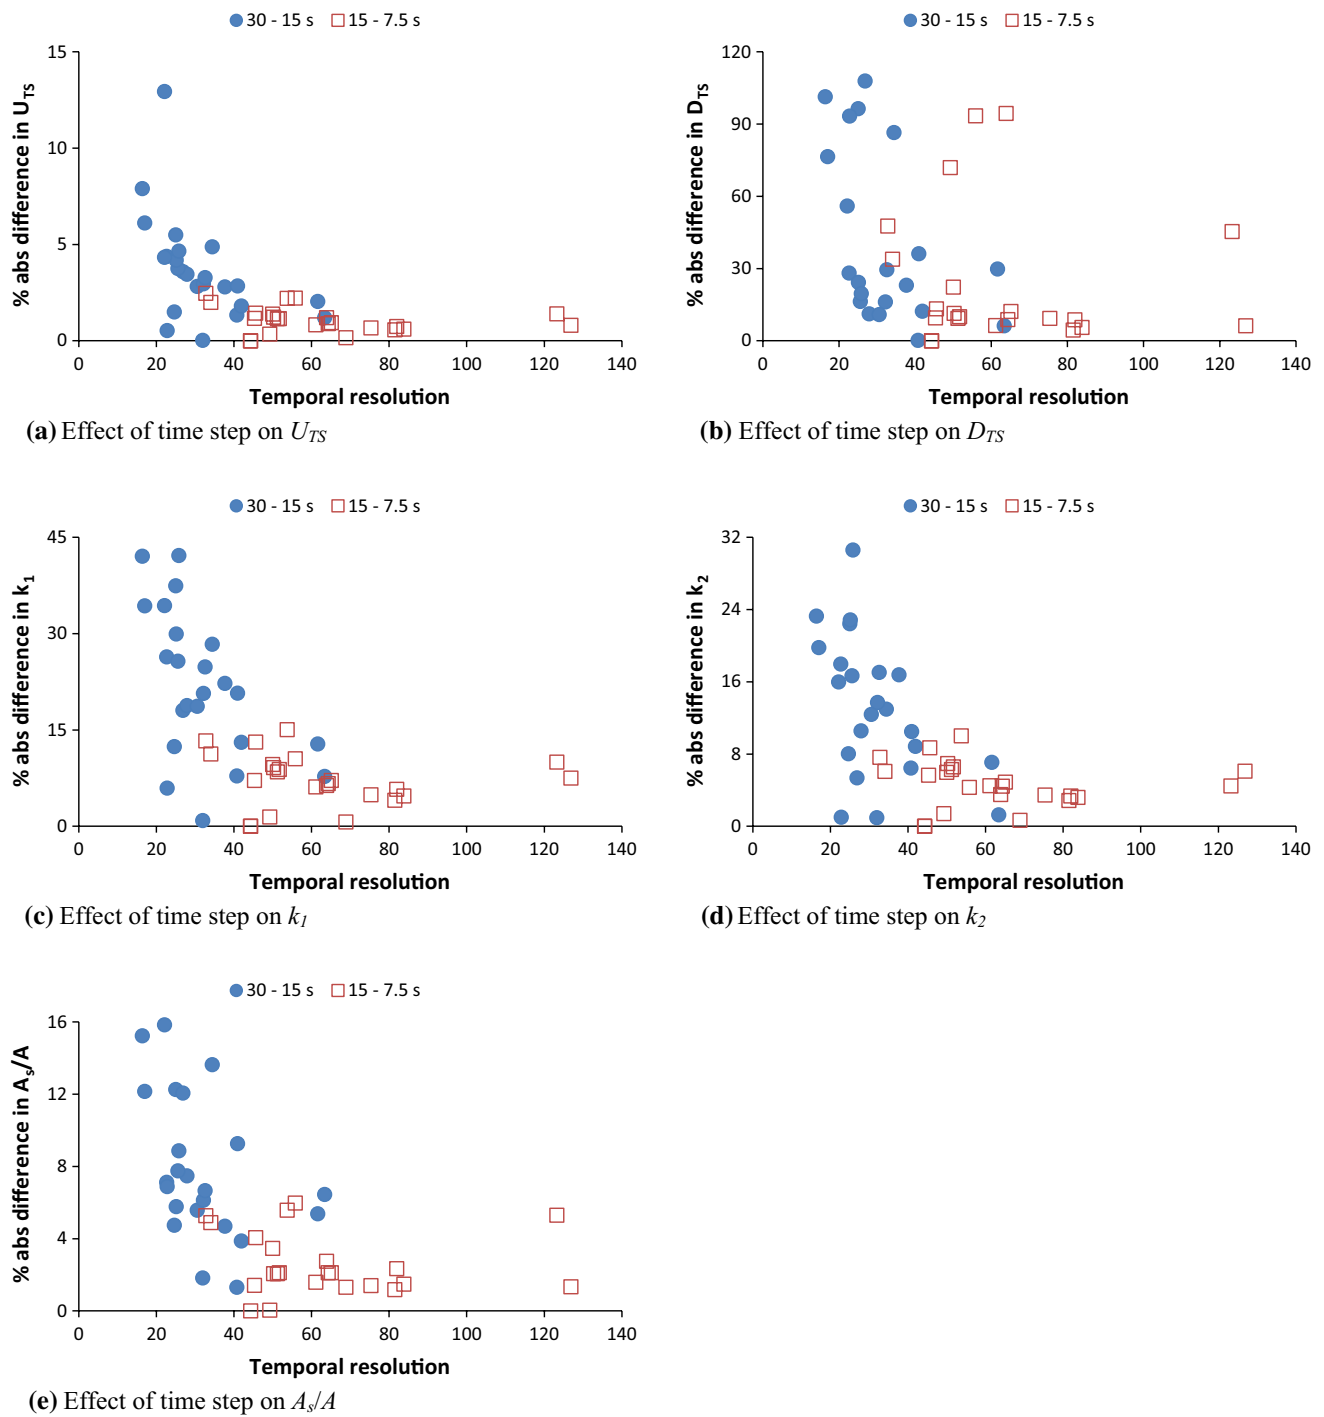 30 - 15 s 15 - 7.5 s
15
10
5
0
0 20 40 60 80 100 120 140
% abs difference in U_TS
Temporal resolution
(a) Effect of time step on U_TS
30 - 15 s 15 - 7.5 s
120
90
60
30
0
0 20 40 60 80 100 120 140
% abs difference in D_TS
Temporal resolution
(b) Effect of time step on D_TS
30 - 15 s 15 - 7.5 s
45
30
15
0
0 20 40 60 80 100 120 140
% abs difference in k_1
Temporal resolution
(c) Effect of time step on k_1
30 - 15 s 15 - 7.5 s
32
24
16
8
0
0 20 40 60 80 100 120 140
% abs difference in k_2
Temporal resolution
(d) Effect of time step on k_2
30 - 15 s 15 - 7.5 s
16
12
8
4
0
0 20 40 60 80 100 120 140
% abs difference in A_s/A
Temporal resolution
(e) Effect of time step on A_s/A